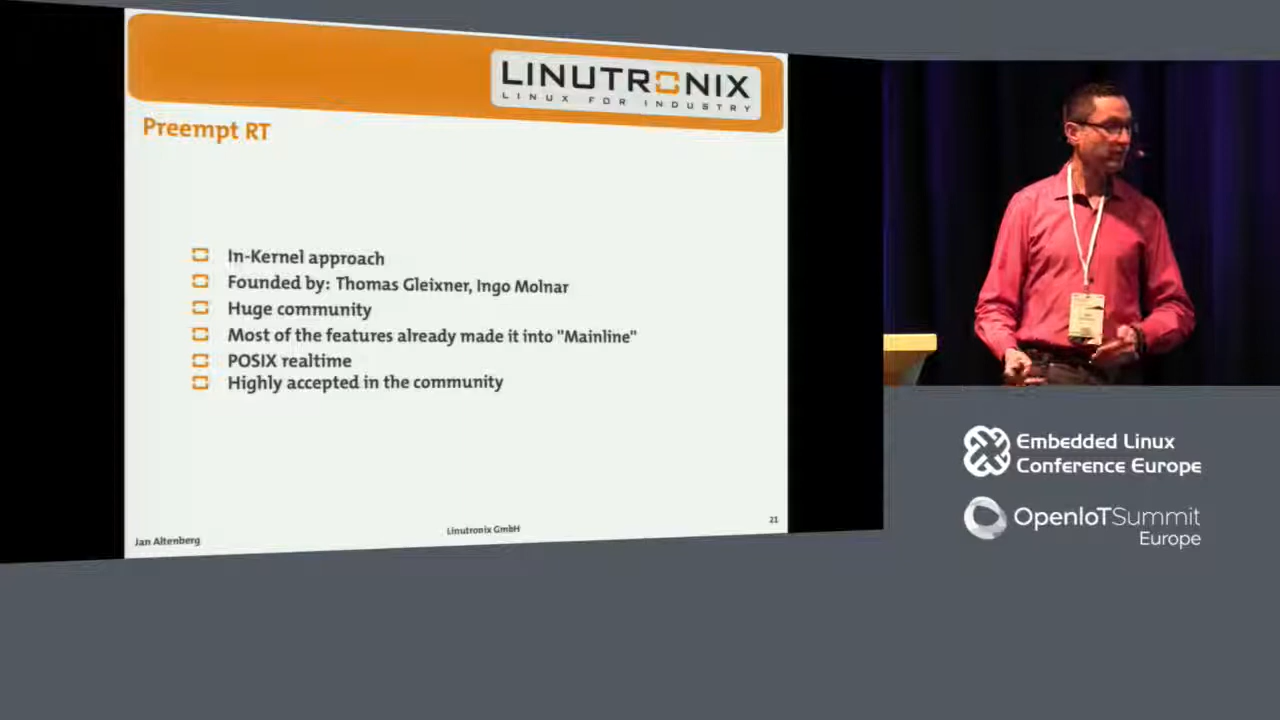 LINUTRONIX
LINUX FOR INDUSTRY
Preempt RT
In-Kernel approach
Founded by: Thomas Gleixner, Ingo Molnar
Huge community
Most of the features already made it into "Mainline"
POSIX realtime
Highly accepted in the community
Jan Altenberg
Linutronix GmbH
21
Embedded Linux
Conference Europe
OpenIoTSummit
Europe